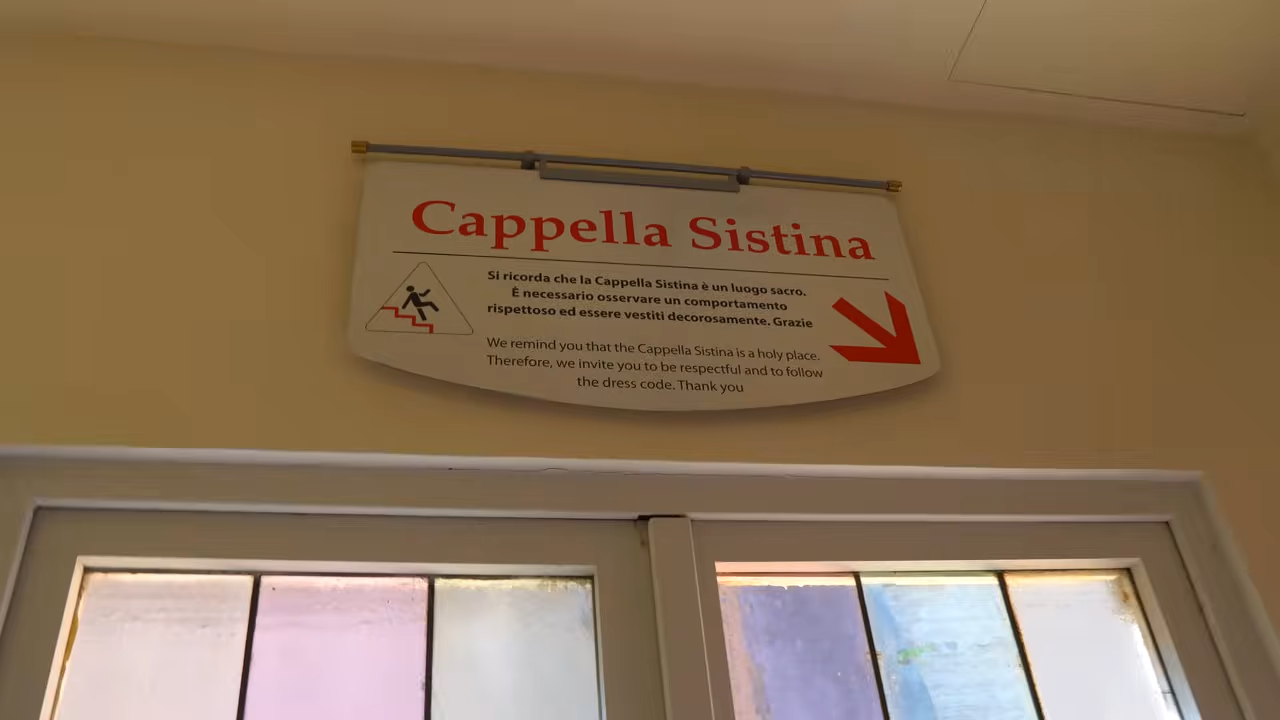 Cappella Sistina
Si ricorda che la Cappella Sistina è un luogo sacro.
È necessario osservare un comportamento
rispettoso ed essere vestiti decorosamente. Grazie
We remind you that the Cappella Sistina is a holy place.
Therefore, we invite you to be respectful and to follow
the dress code. Thank you